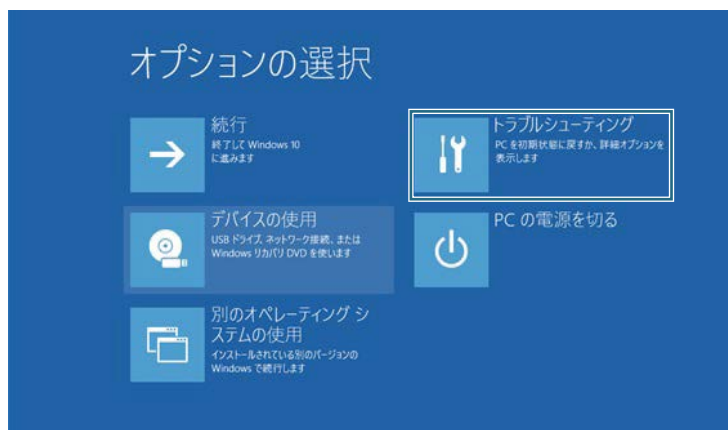 オプションの選択
続行
終了して Windows 10
に進みます
トラブルシューティング
PC を初期状態に戻すか、詳細オプションを
表示します
デバイスの使用
USB ドライブ、ネットワーク接続、または
Windows リカバリ DVD を使います
PC の電源を切る
別のオペレーティング シ
ステムの使用
インストールされている別のバージョンの
Windows で続行します